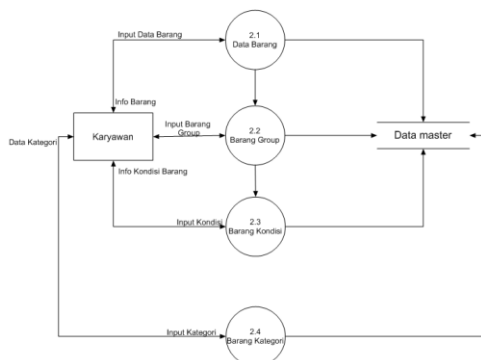 Input Data Barang
2.1
Data Barang
Info Barang
Karyawan
Input Barang
Group
2.2
Barang Group
Data master
Data Kategori
Info Kondisi Barang
Input Kondisi
2.3
Barang Kondisi
Input Kategori
2.4
Barang Kategori